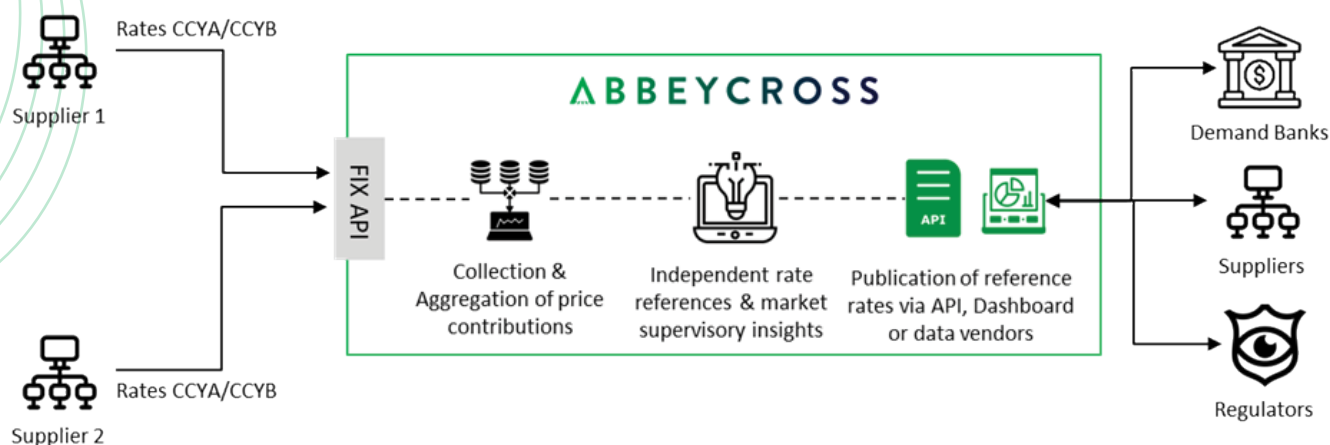 Rates CCYA/CCYB
Supplier 1
ABBEYCROSS
FIX API
Collection &
Aggregation of price
contributions
Independent rate
references & market
supervisory insights
API
Publication of reference
rates via API, Dashboard
or data vendors
Demand Banks
Suppliers
Regulators
Rates CCYA/CCYB
Supplier 2